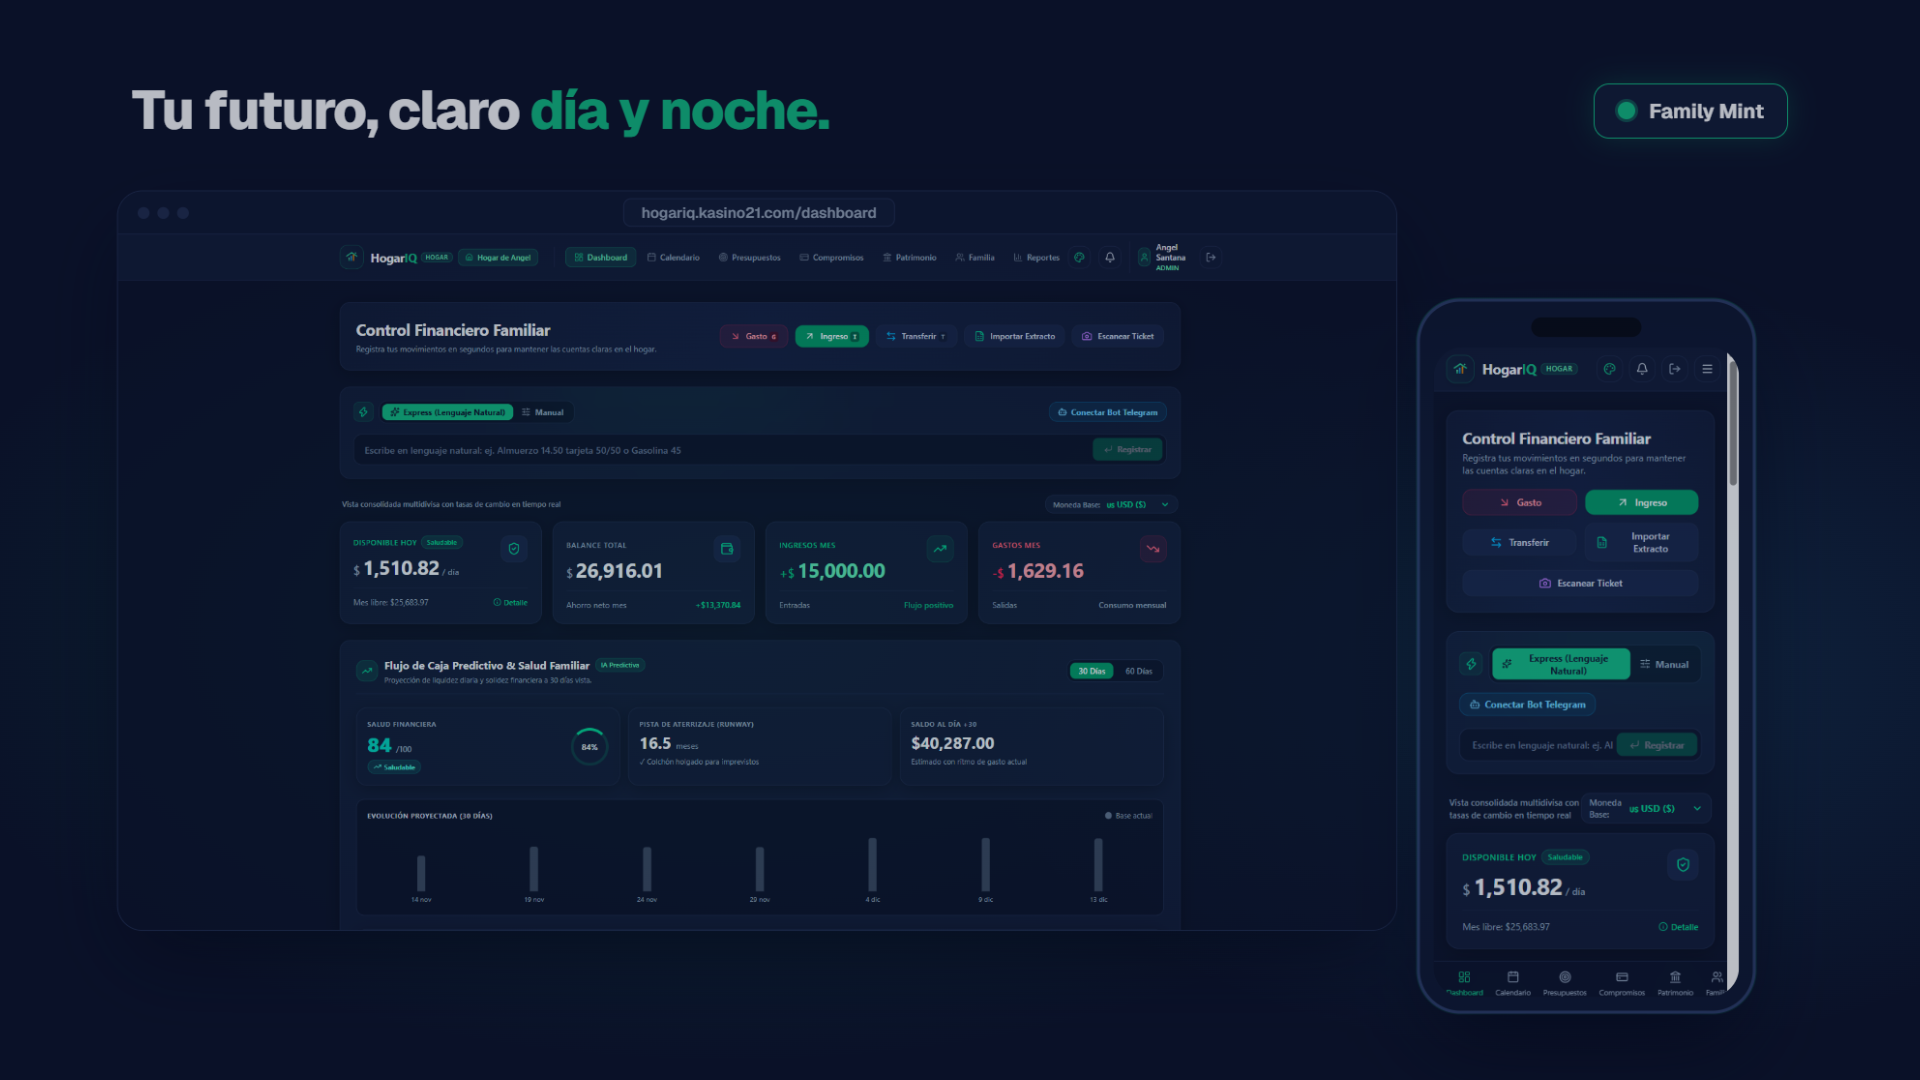 Tu futuro, claro día y noche.
Family Mint
hogariq.kasino21.com/dashboard
HogarIQ HOGAR
Hogar de Angel
Dashboard
Calendario
Presupuestos
Compromisos
Patrimonio
Familia
Reportes
Angel
Santana
ADMIN
Control Financiero Familiar
Registra tus movimientos en segundos para mantener las cuentas claras en el hogar.
Gasto G
Ingreso I
Transferir T
Importar Extracto
Escanear Ticket
Express (Lenguaje Natural)
Manual
Conectar Bot Telegram
Escribe en lenguaje natural: ej. Almuerzo 14.50 tarjeta 50/50 o Gasolina 45
Registrar
Vista consolidada multidivisa con tasas de cambio en tiempo real
Moneda Base: us USD ($)
DISPONIBLE HOY Saludable
$ 1,510.82 / día
Mes libre: $25,683.97
Detalle
BALANCE TOTAL
$ 26,916.01
Ahorro neto mes
+$13,370.84
INGRESOS MES
+$ 15,000.00
Entradas
Flujo positivo
GASTOS MES
-$ 1,629.16
Salidas
Consumo mensual
Flujo de Caja Predictivo & Salud Familiar IA Predictiva
Proyección de liquidez diaria y solidez financiera a 30 días vista.
30 Días
60 Días
SALUD FINANCIERA
84 /100
Saludable
84%
PISTA DE ATERRIZAJE (RUNWAY)
16.5 meses
✓ Colchón holgado para imprevistos
SALDO AL DÍA +30
$40,287.00
Estimado con ritmo de gasto actual
EVOLUCIÓN PROYECTADA (30 DÍAS)
Base actual
14 nov
19 nov
24 nov
29 nov
4 dic
9 dic
13 dic
HogarIQ HOGAR
Control Financiero Familiar
Registra tus movimientos en segundos para mantener
las cuentas claras en el hogar.
Gasto
Ingreso
Transferir
Importar
Extracto
Escanear Ticket
Express (Lenguaje
Natural)
Manual
Conectar Bot Telegram
Escribe en lenguaje natural: ej. Al
Registrar
Vista consolidada multidivisa con
tasas de cambio en tiempo real
Moneda
Base:
us USD ($)
DISPONIBLE HOY Saludable
$ 1,510.82 / día
Mes libre: $25,683.97
Detalle
Dashboard
Calendario
Presupuestos
Compromisos
Patrimonio
Famil